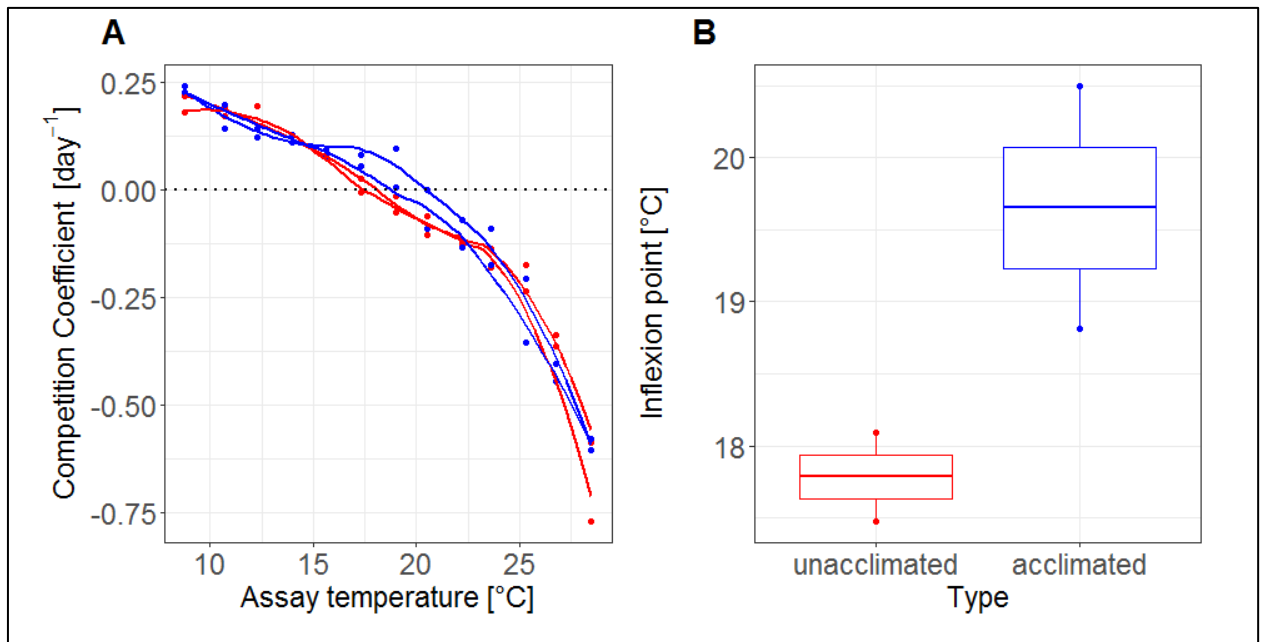 A
Competition Coefficient [day⁻¹]
0.25
0.00
-0.25
-0.50
-0.75
10 15 20 25
Assay temperature [°C]
B
Inflexion point [°C]
20
19
18
unacclimated acclimated
Type